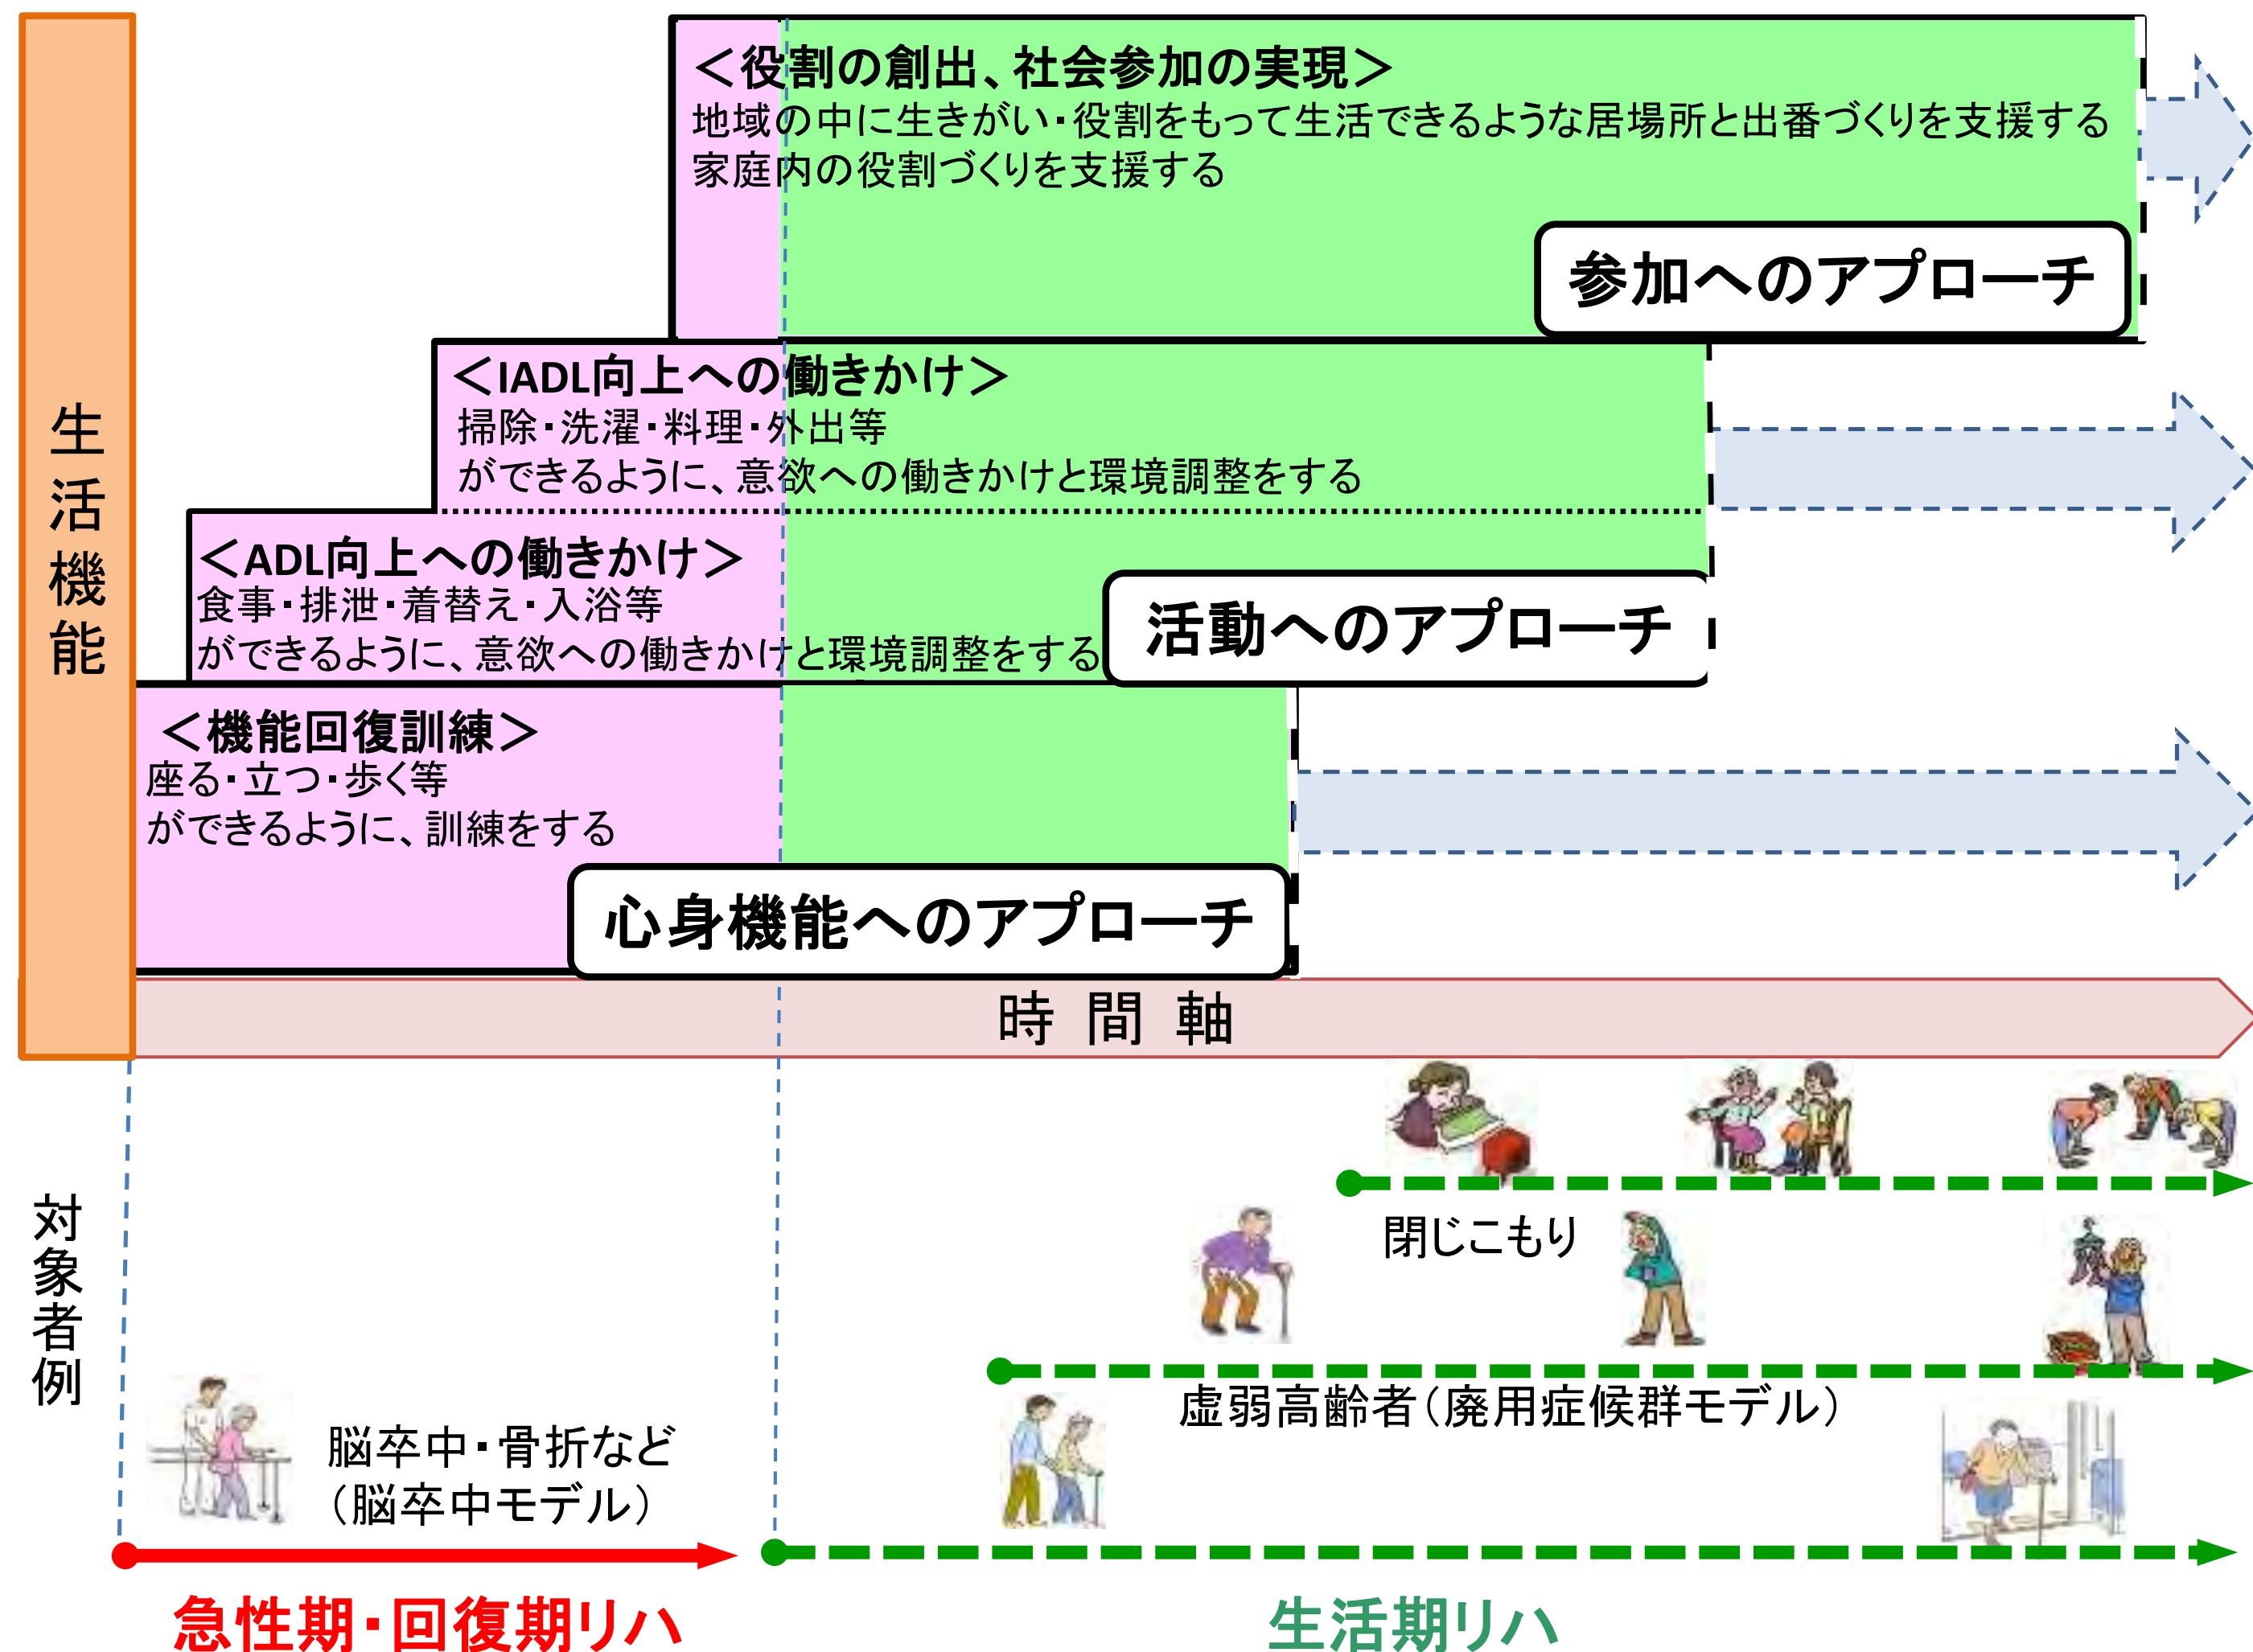 ＜役割の創出、社会参加の実現＞
地域の中に生きがい・役割をもって生活できるような居場所と出番づくりを支援する
家庭内の役割づくりを支援する
参加へのアプローチ
＜IADL向上への働きかけ＞
掃除・洗濯・料理・外出等
ができるように、意欲への働きかけと環境調整をする
生活機能
＜ADL向上への働きかけ＞
食事・排泄・着替え・入浴等
ができるように、意欲への働きかけと環境調整をする
活動へのアプローチ
＜機能回復訓練＞
座る・立つ・歩く等
ができるように、訓練をする
心身機能へのアプローチ
時間軸
対象者例
閉じこもり
虚弱高齢者（廃用症候群モデル）
脳卒中・骨折など
（脳卒中モデル）
急性期・回復期リハ
生活期リハ